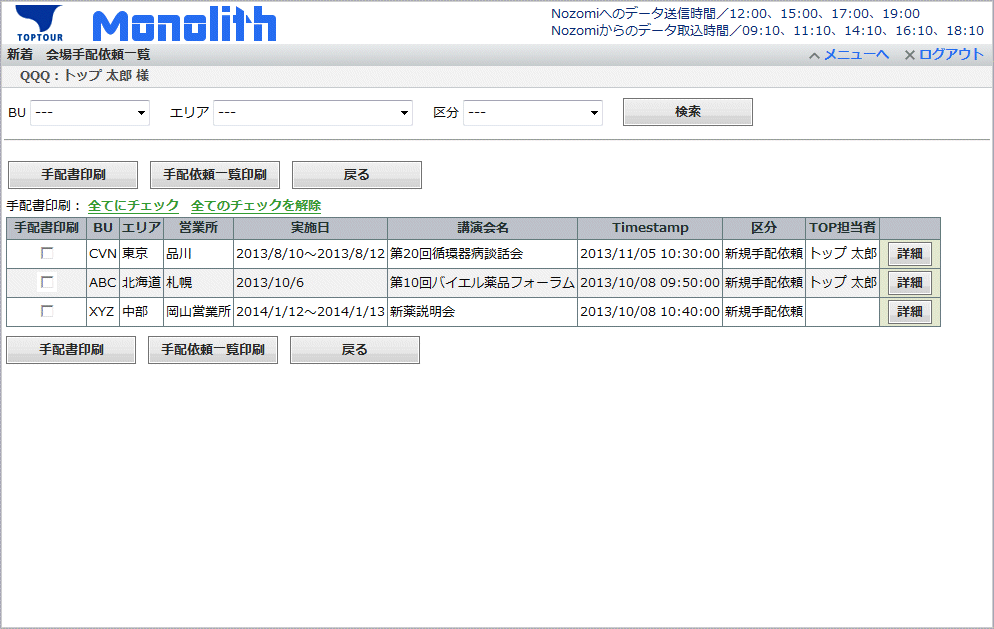 TOPTOUR
Monolith
Nozomiへのデータ送信時間／12:00、15:00、17:00、19:00
Nozomiからのデータ取込時間／09:10、11:10、14:10、16:10、18:10
新着 会場手配依頼一覧 メニューへ ログアウト
QQQ：トップ 太郎 様
BU --- エリア --- 区分 --- 検索
手配書印刷 手配依頼一覧印刷 戻る
手配書印刷： 全てにチェック 全てのチェックを解除
手配書印刷 BU エリア 営業所 実施日 講演会名 Timestamp 区分 TOP担当者
CVN 東京 品川 2013/8/10～2013/8/12 第20回循環器病談話会 2013/11/05 10:30:00 新規手配依頼 トップ 太郎 詳細
ABC 北海道 札幌 2013/10/6 第10回バイエル薬品フォーラム 2013/10/08 09:50:00 新規手配依頼 トップ 太郎 詳細
XYZ 中部 岡山営業所 2014/1/12～2014/1/13 新薬説明会 2013/10/08 10:40:00 新規手配依頼 詳細
手配書印刷 手配依頼一覧印刷 戻る